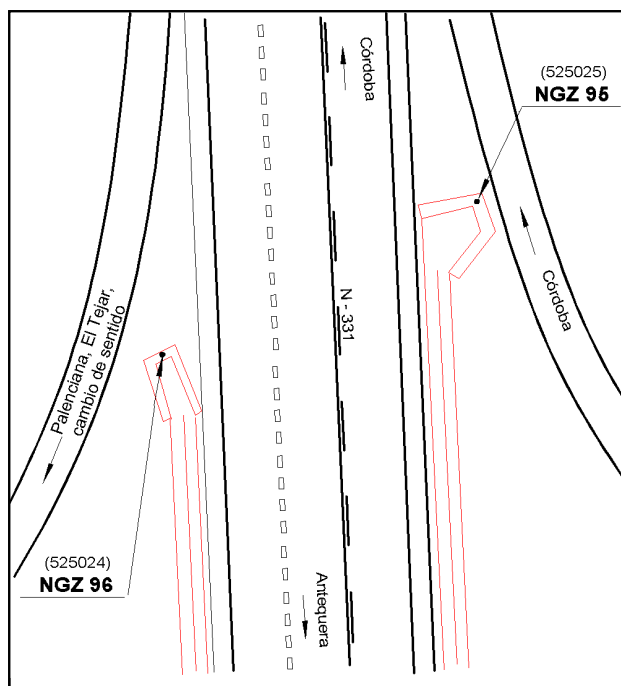 Córdoba
(525025)
NGZ 95
N - 331
Córdoba
Palenciana, El Tejar,
cambio de sentido
(525024)
NGZ 96
Antequera